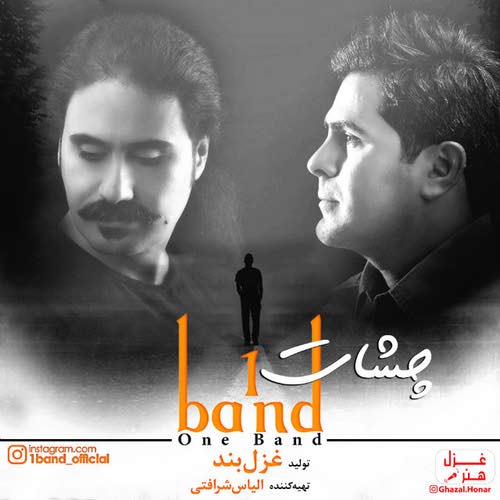 چشات
1
band
One Band
instagram.com
1band_official
تولید غزل بند
تهیه‌کننده الیاس شرافتی
غزل
هنر
@Ghazal.Honar